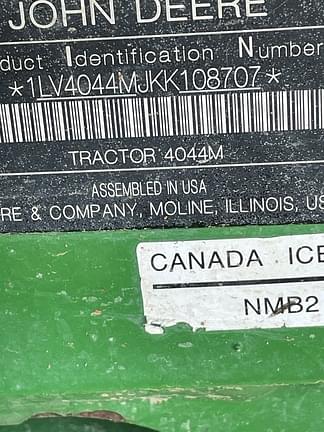 JOHN DEERE
duct Identification Number
*1LV4044MJKK108707*
TRACTOR 4044M
ASSEMBLED IN USA
RE & COMPANY, MOLINE, ILLINOIS, US
CANADA ICE
NMB2